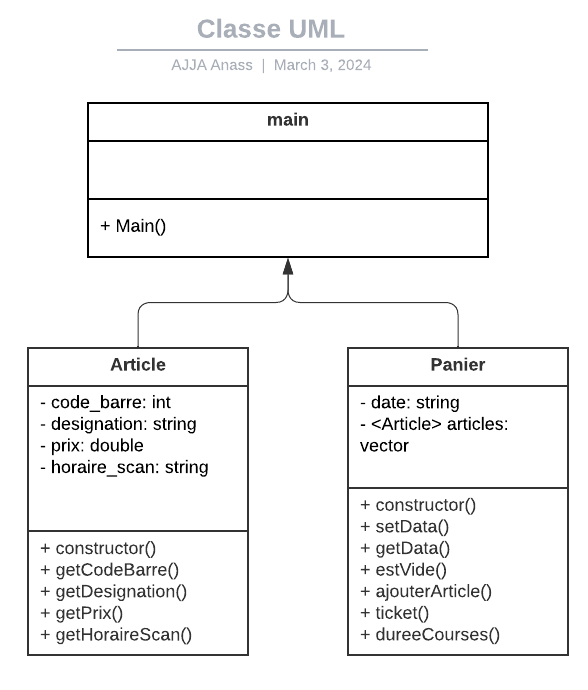 Classe UML
AJJA Anass | March 3, 2024
main
+ Main()
Article
- code_barre: int
- designation: string
- prix: double
- horaire_scan: string
+ constructor()
+ getCodeBarre()
+ getDesignation()
+ getPrix()
+ getHoraireScan()
Panier
- date: string
- <Article> articles:
vector
+ constructor()
+ setData()
+ getData()
+ estVide()
+ ajouterArticle()
+ ticket()
+ dureeCourses()